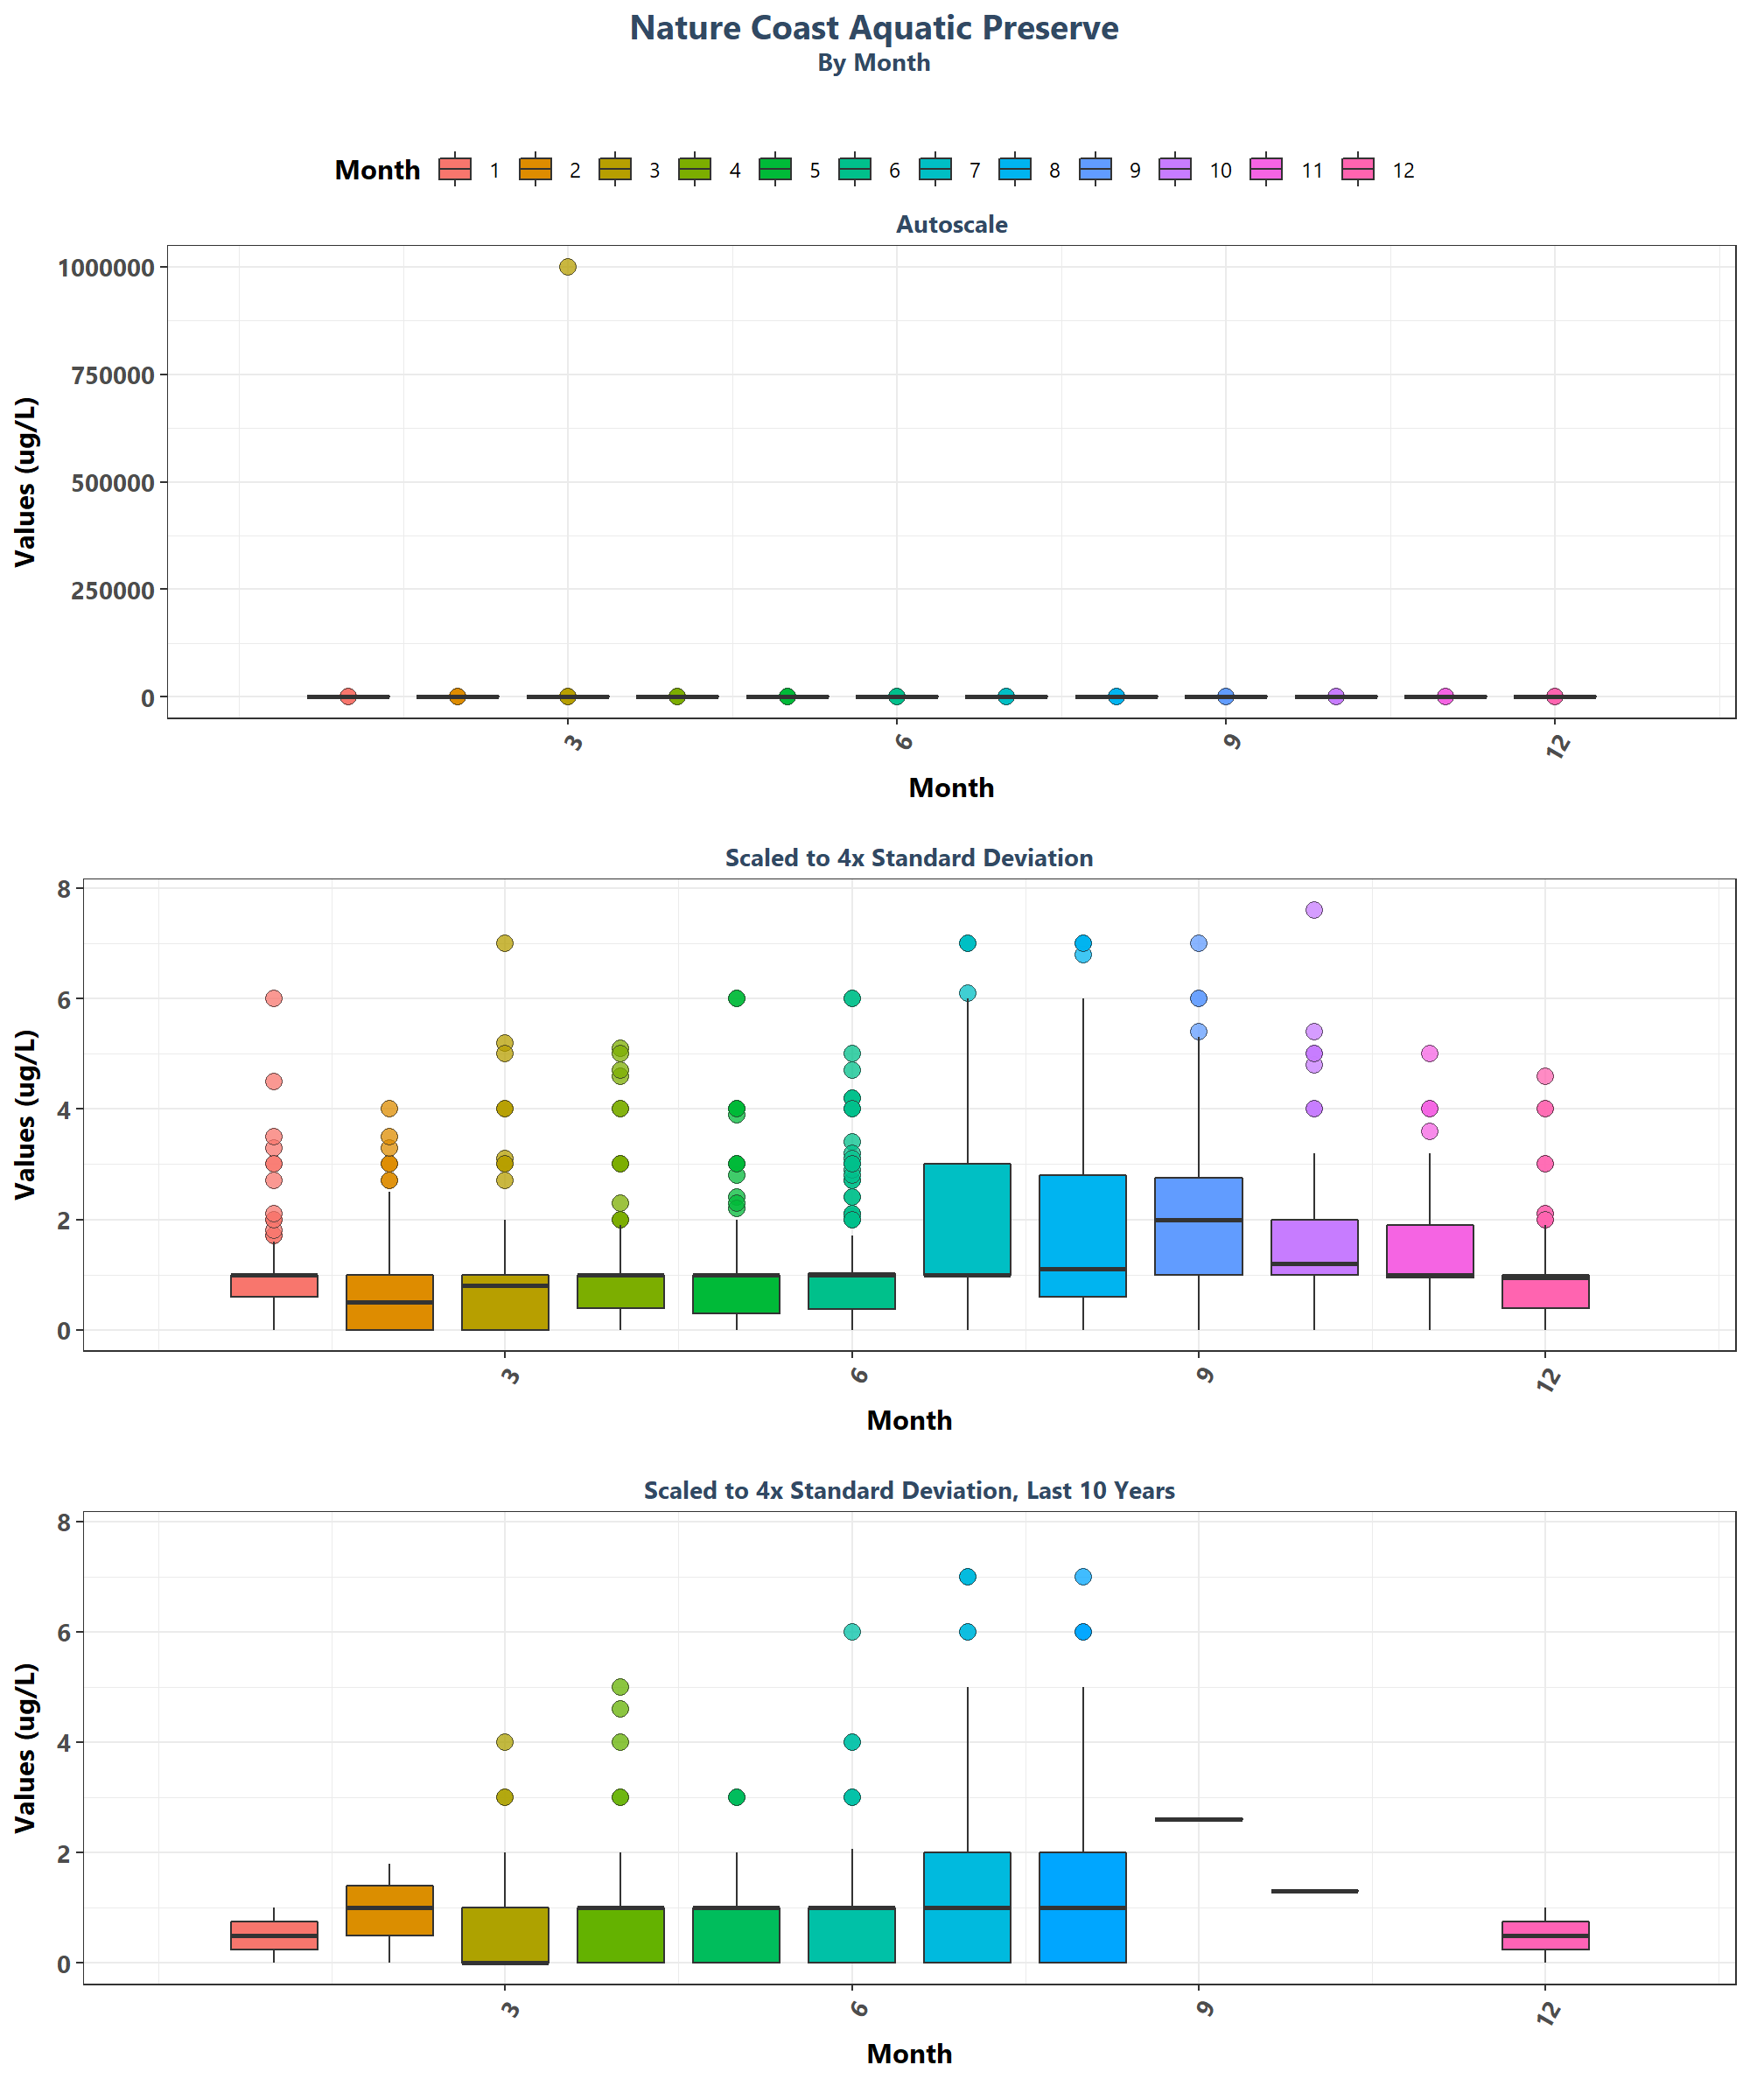 Nature Coast Aquatic Preserve
By Month
Month 1 2 3 4 5 6 7 8 9 10 11 12
Autoscale
1000000
750000
500000
250000
0
Values (ug/L)
3 6 9 12
Month
Scaled to 4x Standard Deviation
8
6
4
2
0
Values (ug/L)
3 6 9 12
Month
Scaled to 4x Standard Deviation, Last 10 Years
8
6
4
2
0
Values (ug/L)
3 6 9 12
Month